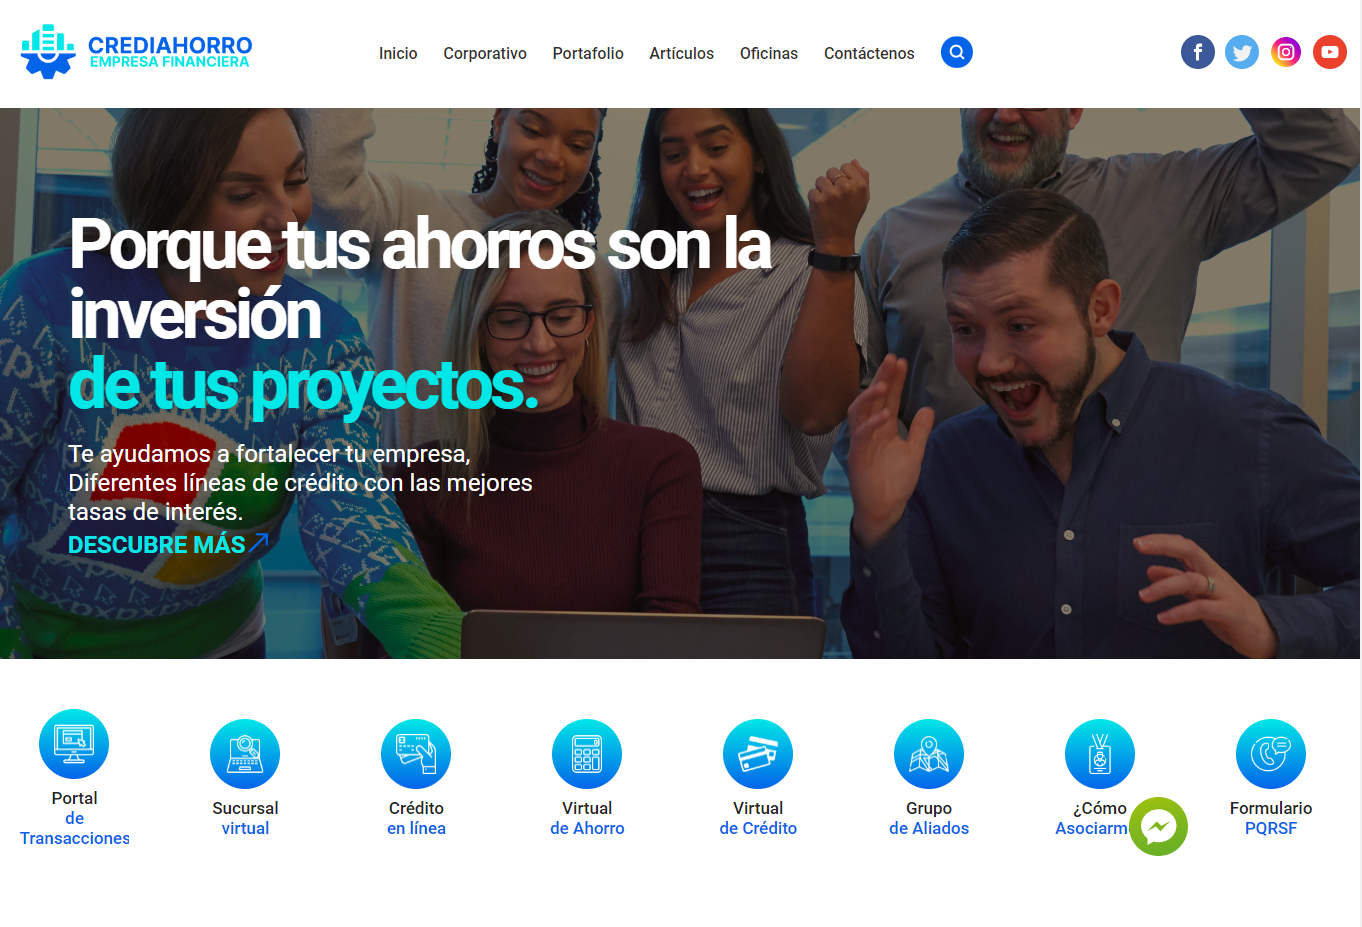 CREDIAHORRO
EMPRESA FINANCIERA
Inicio Corporativo Portafolio Artículos Oficinas Contáctenos
Porque tus ahorros son la
inversión
de tus proyectos.
Te ayudamos a fortalecer tu empresa,
Diferentes líneas de crédito con las mejores
tasas de interés.
DESCUBRE MÁS
Portal
de
Transacciones
Sucursal
virtual
Crédito
en línea
Virtual
de Ahorro
Virtual
de Crédito
Grupo
de Aliados
¿Cómo
Asociarm
Formulario
PQRSF